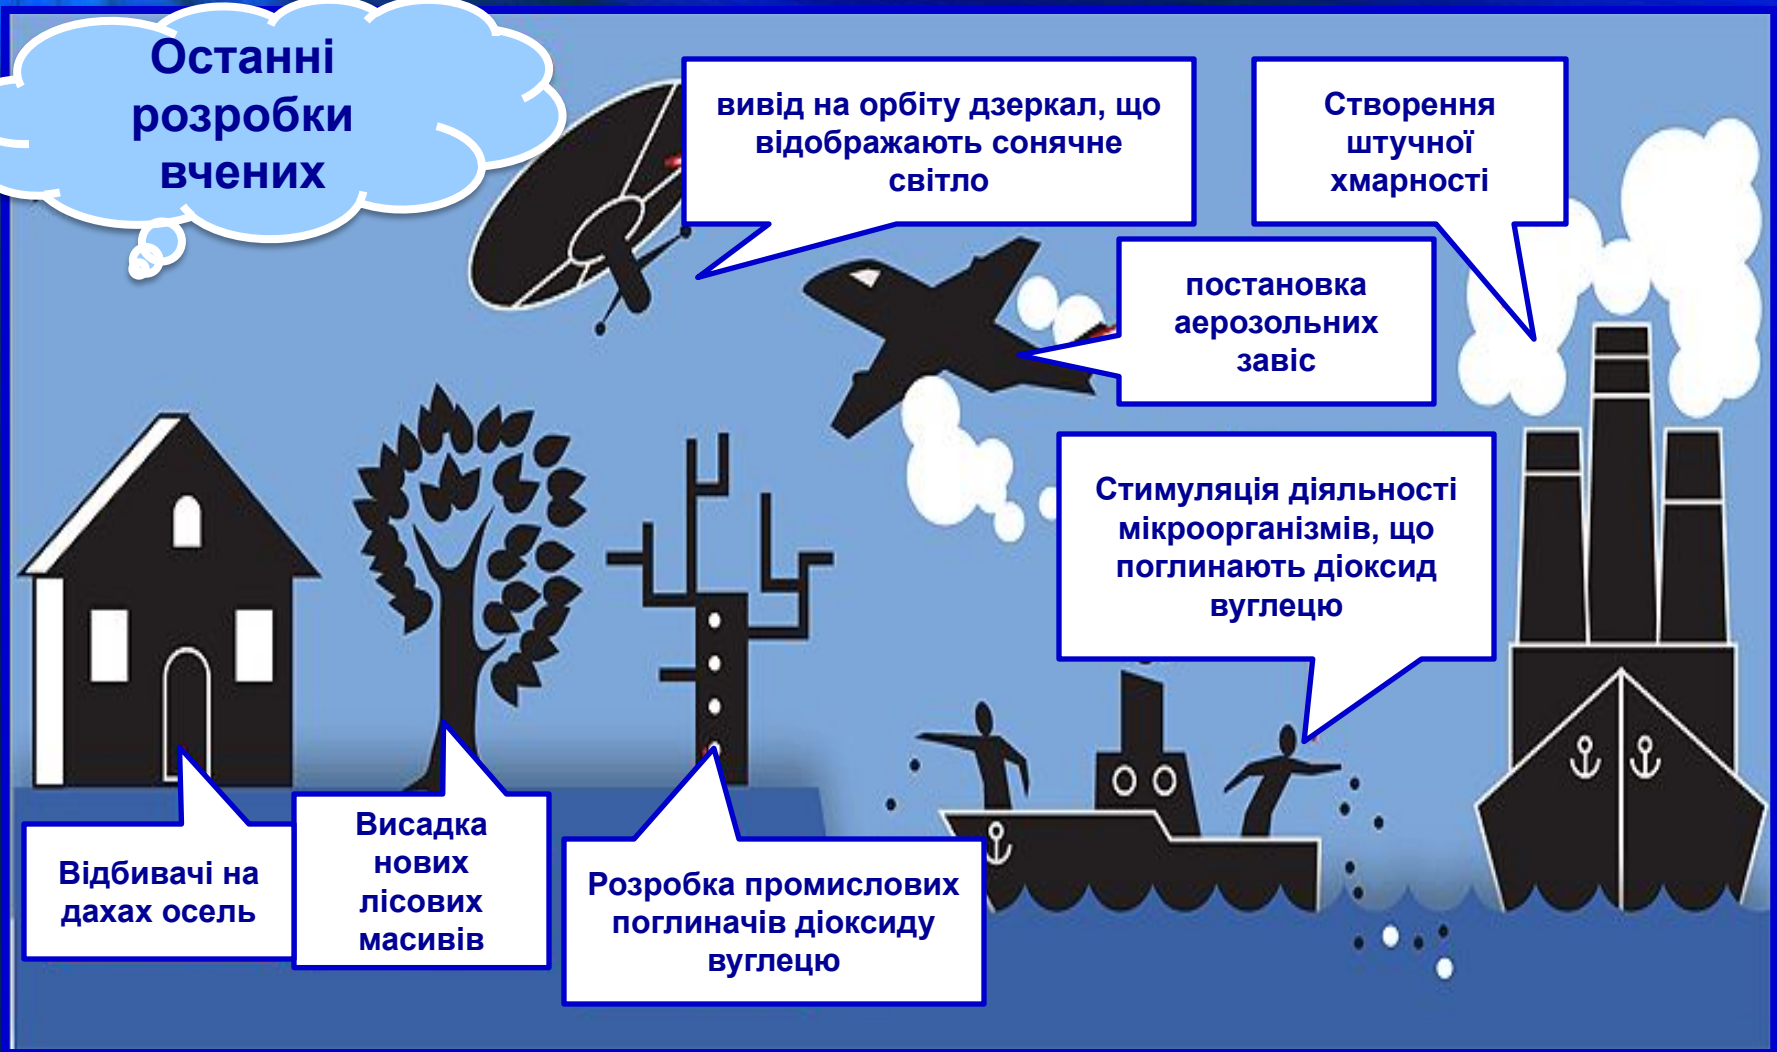 Останні
розробки
вчених
вивід на орбіту дзеркал, що
відображають сонячне
світло
Створення
штучної
хмарності
постановка
аерозольних
завіс
Стимуляція діяльності
мікроорганізмів, що
поглинають діоксид
вуглецю
Відбивачі на
дахах осель
Висадка
нових
лісових
масивів
Розробка промислових
поглиначів діоксиду
вуглецю